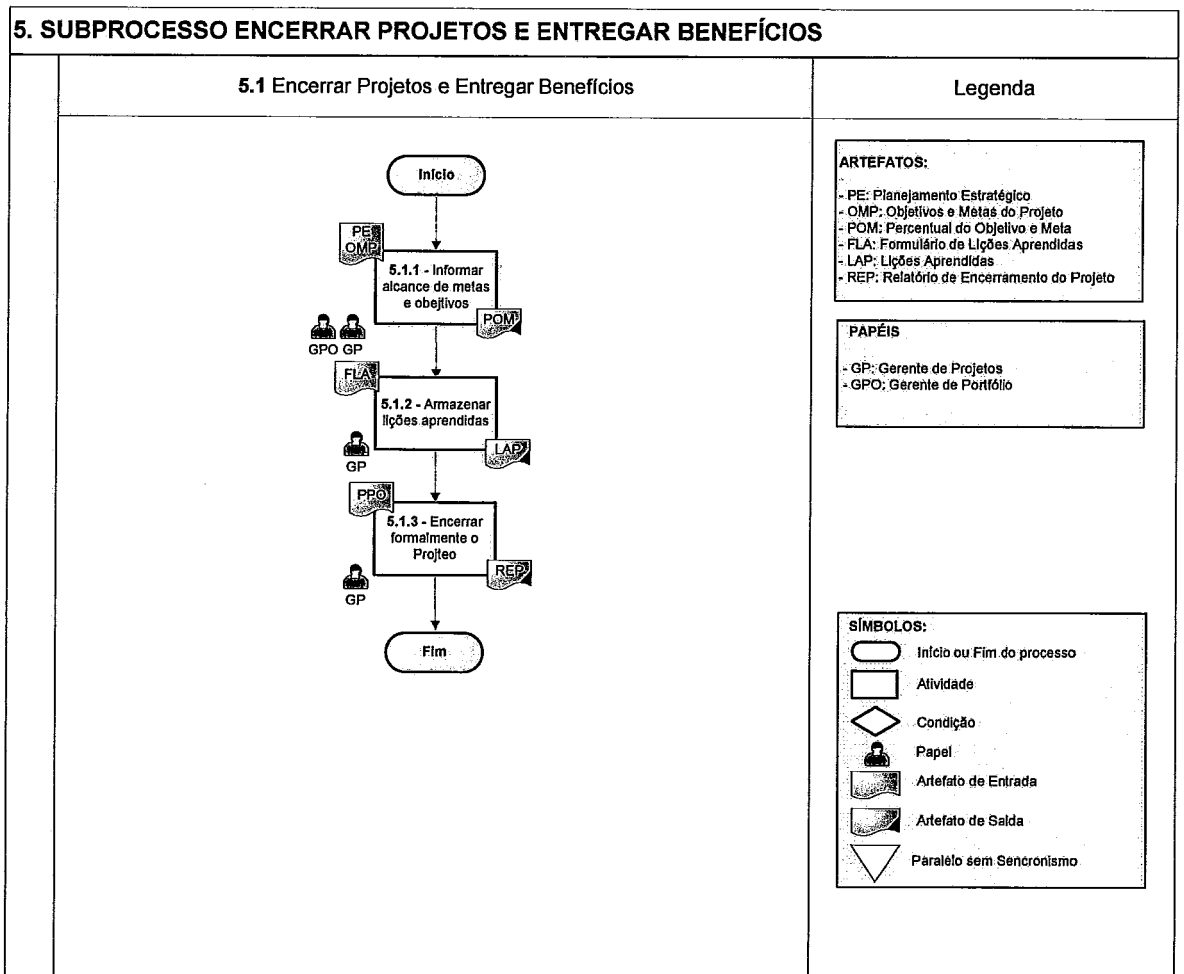 5. SUBPROCESSO ENCERRAR PROJETOS E ENTREGAR BENEFÍCIOS
5.1 Encerrar Projetos e Entregar Benefícios
Início
PE
OMP
5.1.1 - Informar
alcance de metas
e obejtivos
POM
GPO GP
FLA
5.1.2 - Armazenar
lições aprendidas
LAP
GP
PPO
5.1.3 - Encerrar
formalmente o
Projteo
REP
GP
Fim
Legenda
ARTEFATOS:
-
- PE: Planejamento Estratégico
- OMP: Objetivos e Metas do Projeto
- POM: Percentual do Objetivo e Meta
- FLA: Formulário de Lições Aprendidas
- LAP: Lições Aprendidas
- REP: Relatório de Encerramento do Projeto
PAPÉIS
- GP: Gerente de Projetos
- GPO: Gerente de Portfólio
SÍMBOLOS:
Início ou Fim do processo
Atividade
Condição
Papel
Artefato de Entrada
Artefato de Saída
Paralelo sem Sencronismo